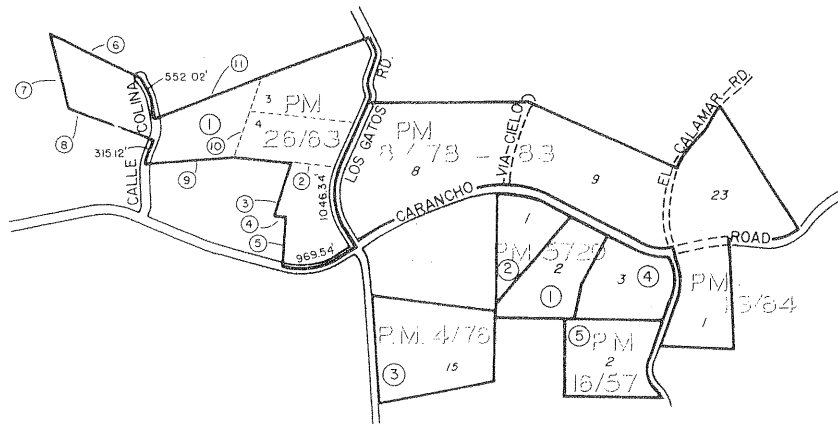 6
7
8
552.02'
11
COLINA
315.12'
CALLE
9
1
10
3
4
PM
26/63
2
3
4
5
1046.34'
969.54'
LOS GATOS
RD.
PM
8/78 - 83
8
VIA CIELO
9
EL CALAMAR RD
23
CARANCHO
ROAD
1
2
P.M. 5729
2
1
3
4
PM
13/84
1
P.M. 4/76
3
15
5
PM
2
16/57